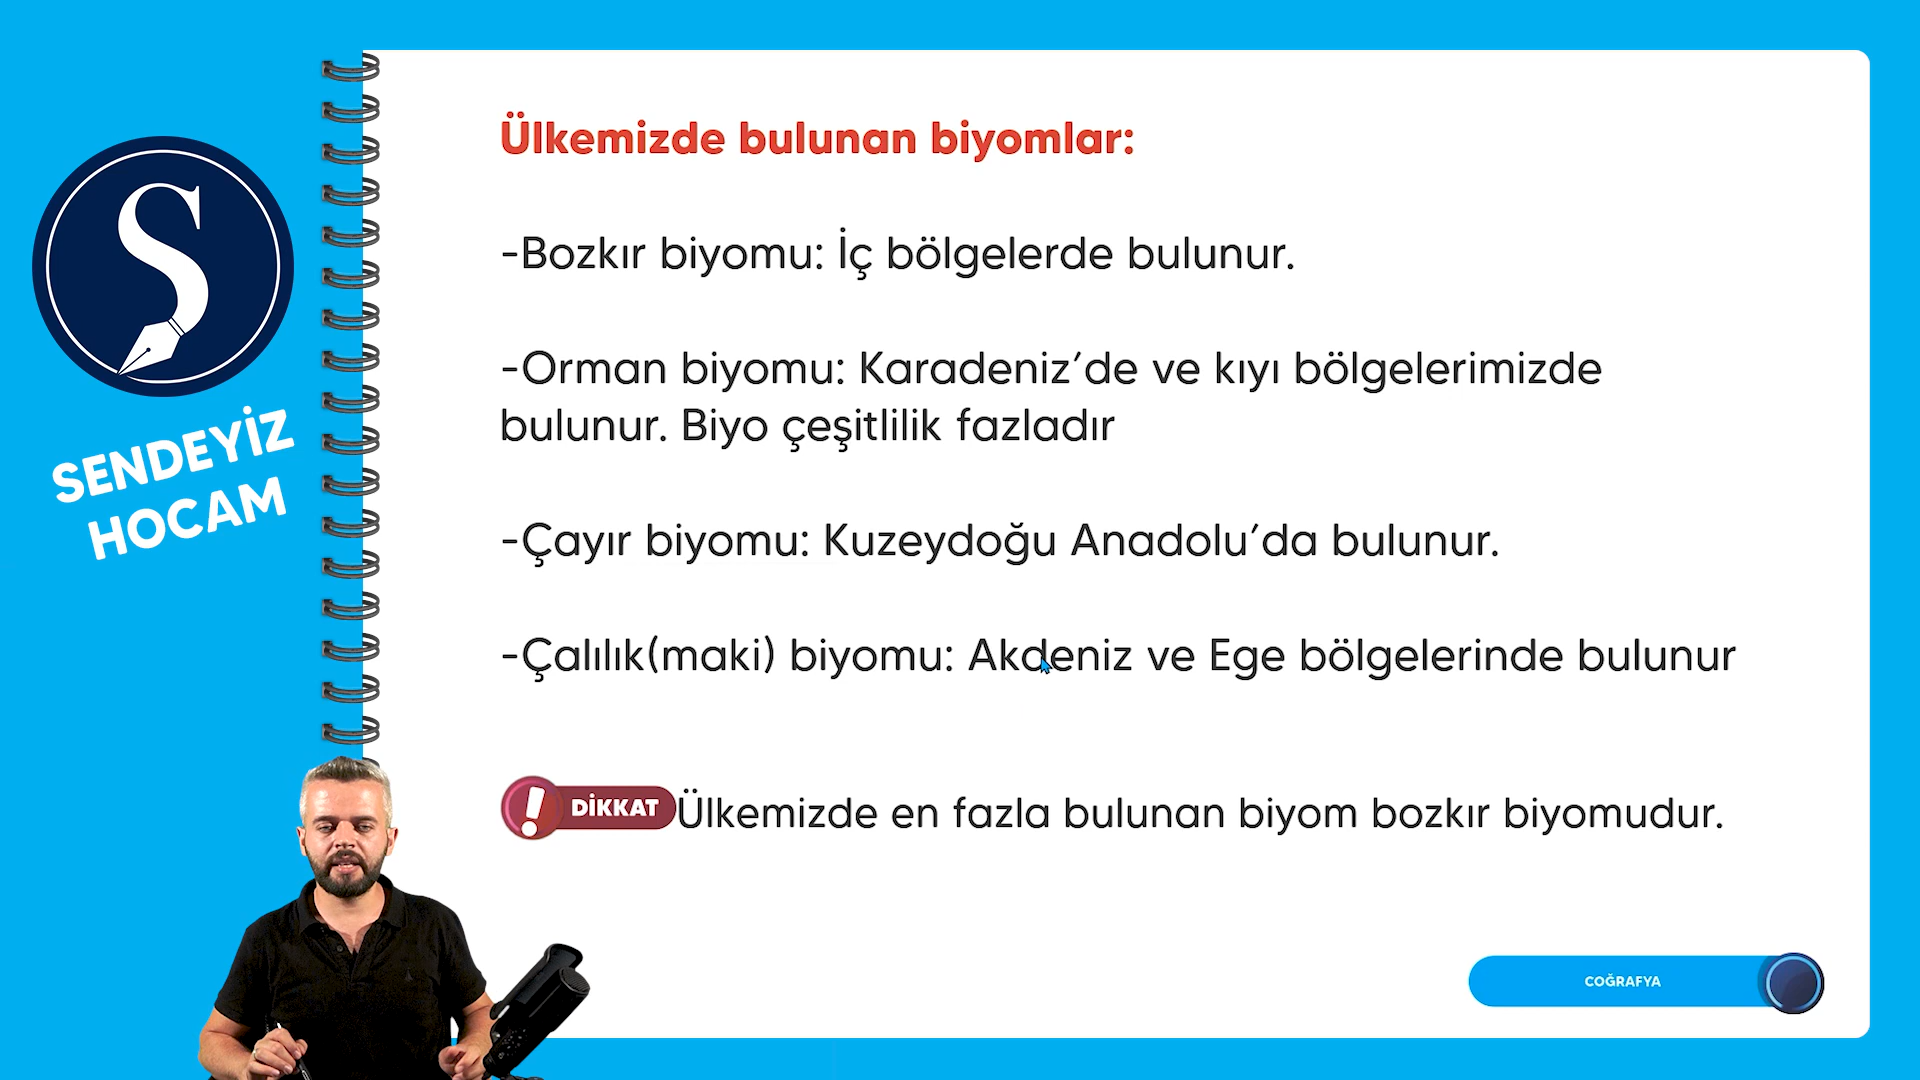 SENDEYİZ
HOCAM
Ülkemizde bulunan biyomlar:
-Bozkır biyomu: İç bölgelerde bulunur.
-Orman biyomu: Karadeniz’de ve kıyı bölgelerimizde
bulunur. Biyo çeşitlilik fazladır
-Çayır biyomu: Kuzeydoğu Anadolu’da bulunur.
-Çalılık(maki) biyomu: Akdeniz ve Ege bölgelerinde bulunur
! DİKKAT Ülkemizde en fazla bulunan biyom bozkır biyomudur.
COĞRAFYA